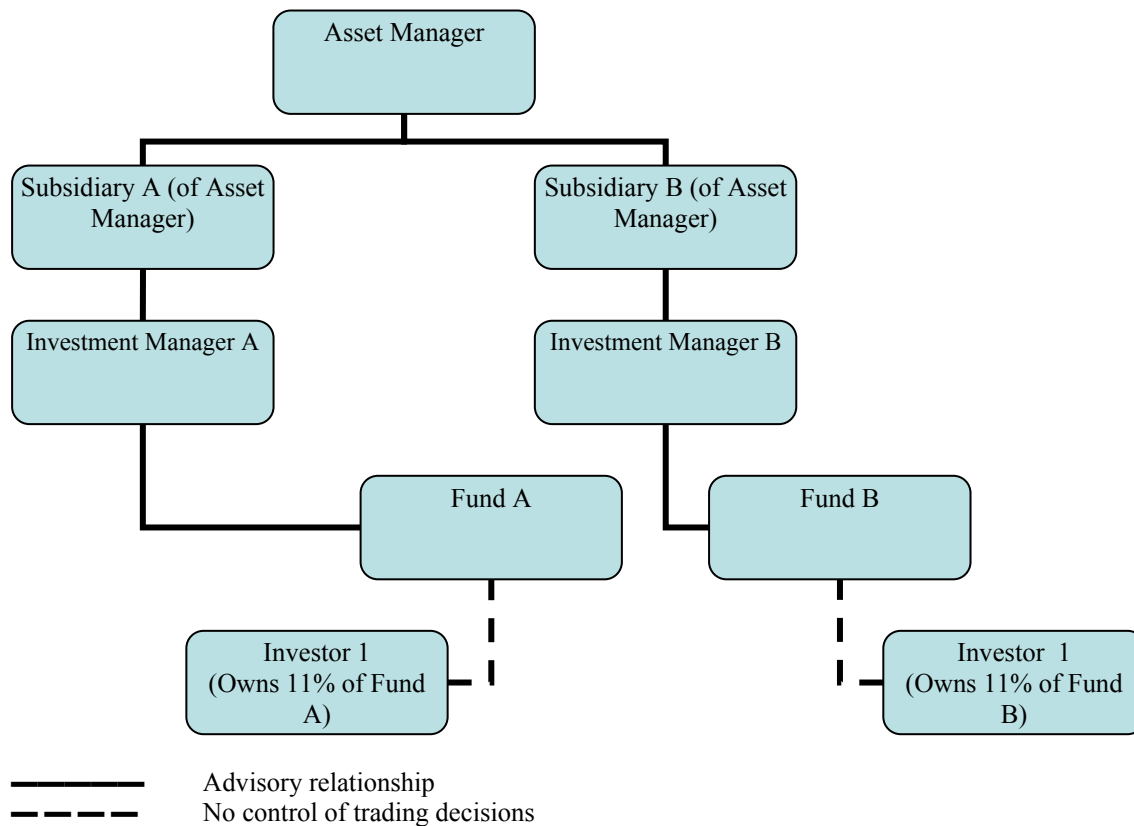 Asset Manager
Subsidiary A (of Asset
Manager)
Subsidiary B (of Asset
Manager)
Investment Manager A
Investment Manager B
Fund A
Fund B
Investor 1
(Owns 11% of Fund
A)
Investor 1
(Owns 11% of Fund
B)
Advisory relationship
No control of trading decisions